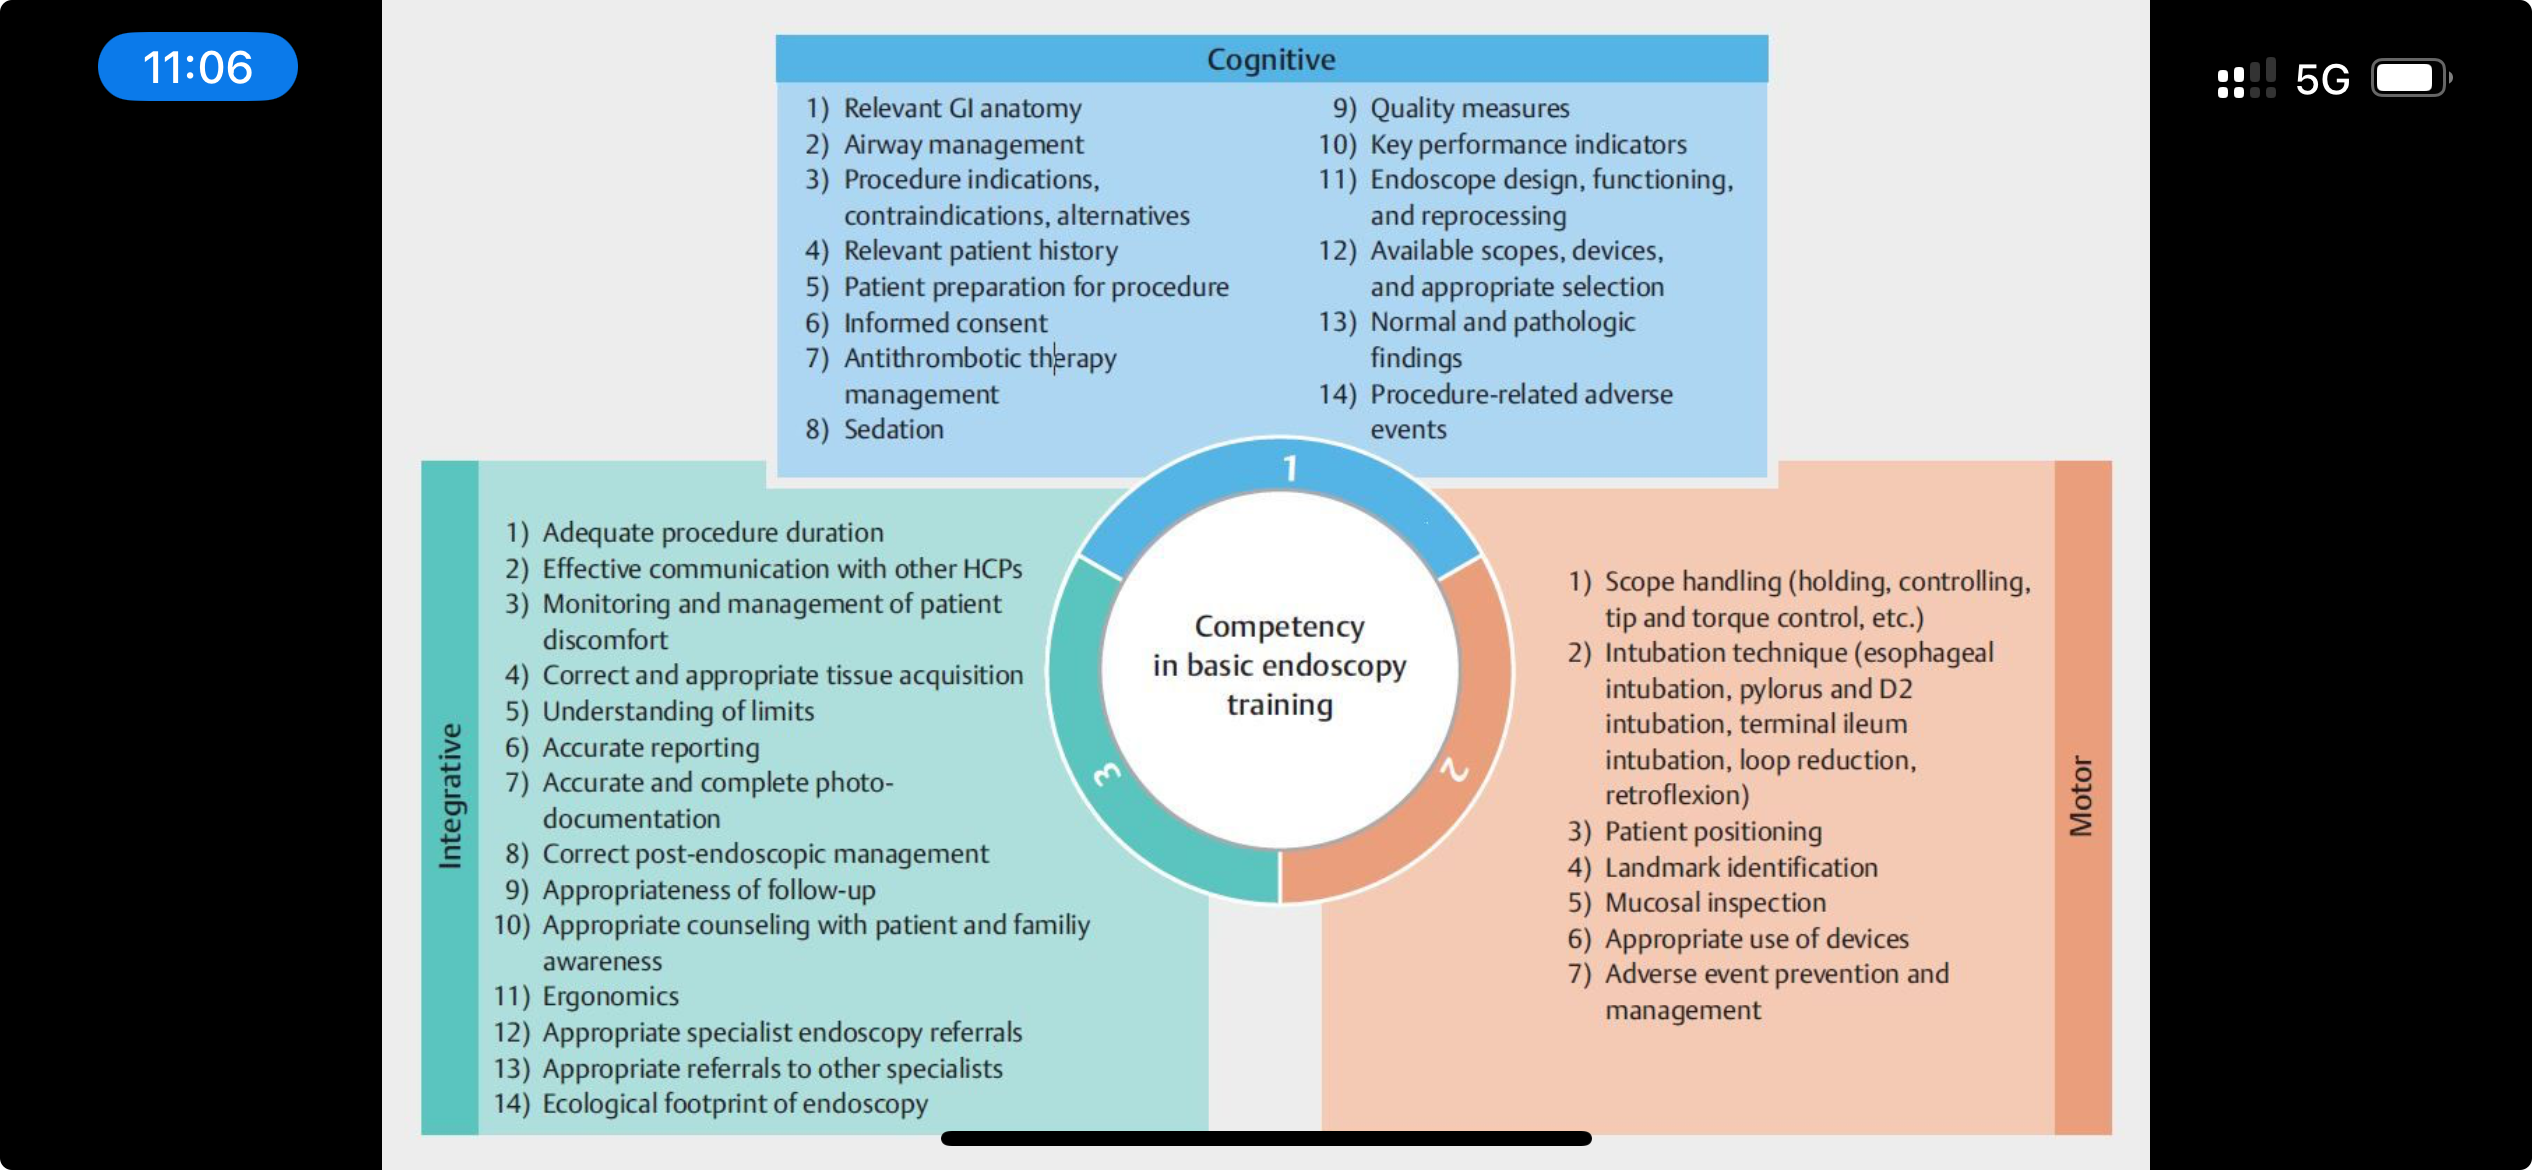 11:06
5G
Cognitive
1) Relevant GI anatomy
2) Airway management
3) Procedure indications,
contraindications, alternatives
4) Relevant patient history
5) Patient preparation for procedure
6) Informed consent
7) Antithrombotic therapy
management
8) Sedation
9) Quality measures
10) Key performance indicators
11) Endoscope design, functioning,
and reprocessing
12) Available scopes, devices,
and appropriate selection
13) Normal and pathologic
findings
14) Procedure-related adverse
events
1
2
3
Competency
in basic endoscopy
training
Integrative
1) Adequate procedure duration
2) Effective communication with other HCPs
3) Monitoring and management of patient
discomfort
4) Correct and appropriate tissue acquisition
5) Understanding of limits
6) Accurate reporting
7) Accurate and complete photo-
documentation
8) Correct post-endoscopic management
9) Appropriateness of follow-up
10) Appropriate counseling with patient and familiy
awareness
11) Ergonomics
12) Appropriate specialist endoscopy referrals
13) Appropriate referrals to other specialists
14) Ecological footprint of endoscopy
Motor
1) Scope handling (holding, controlling,
tip and torque control, etc.)
2) Intubation technique (esophageal
intubation, pylorus and D2
intubation, terminal ileum
intubation, loop reduction,
retroflexion)
3) Patient positioning
4) Landmark identification
5) Mucosal inspection
6) Appropriate use of devices
7) Adverse event prevention and
management